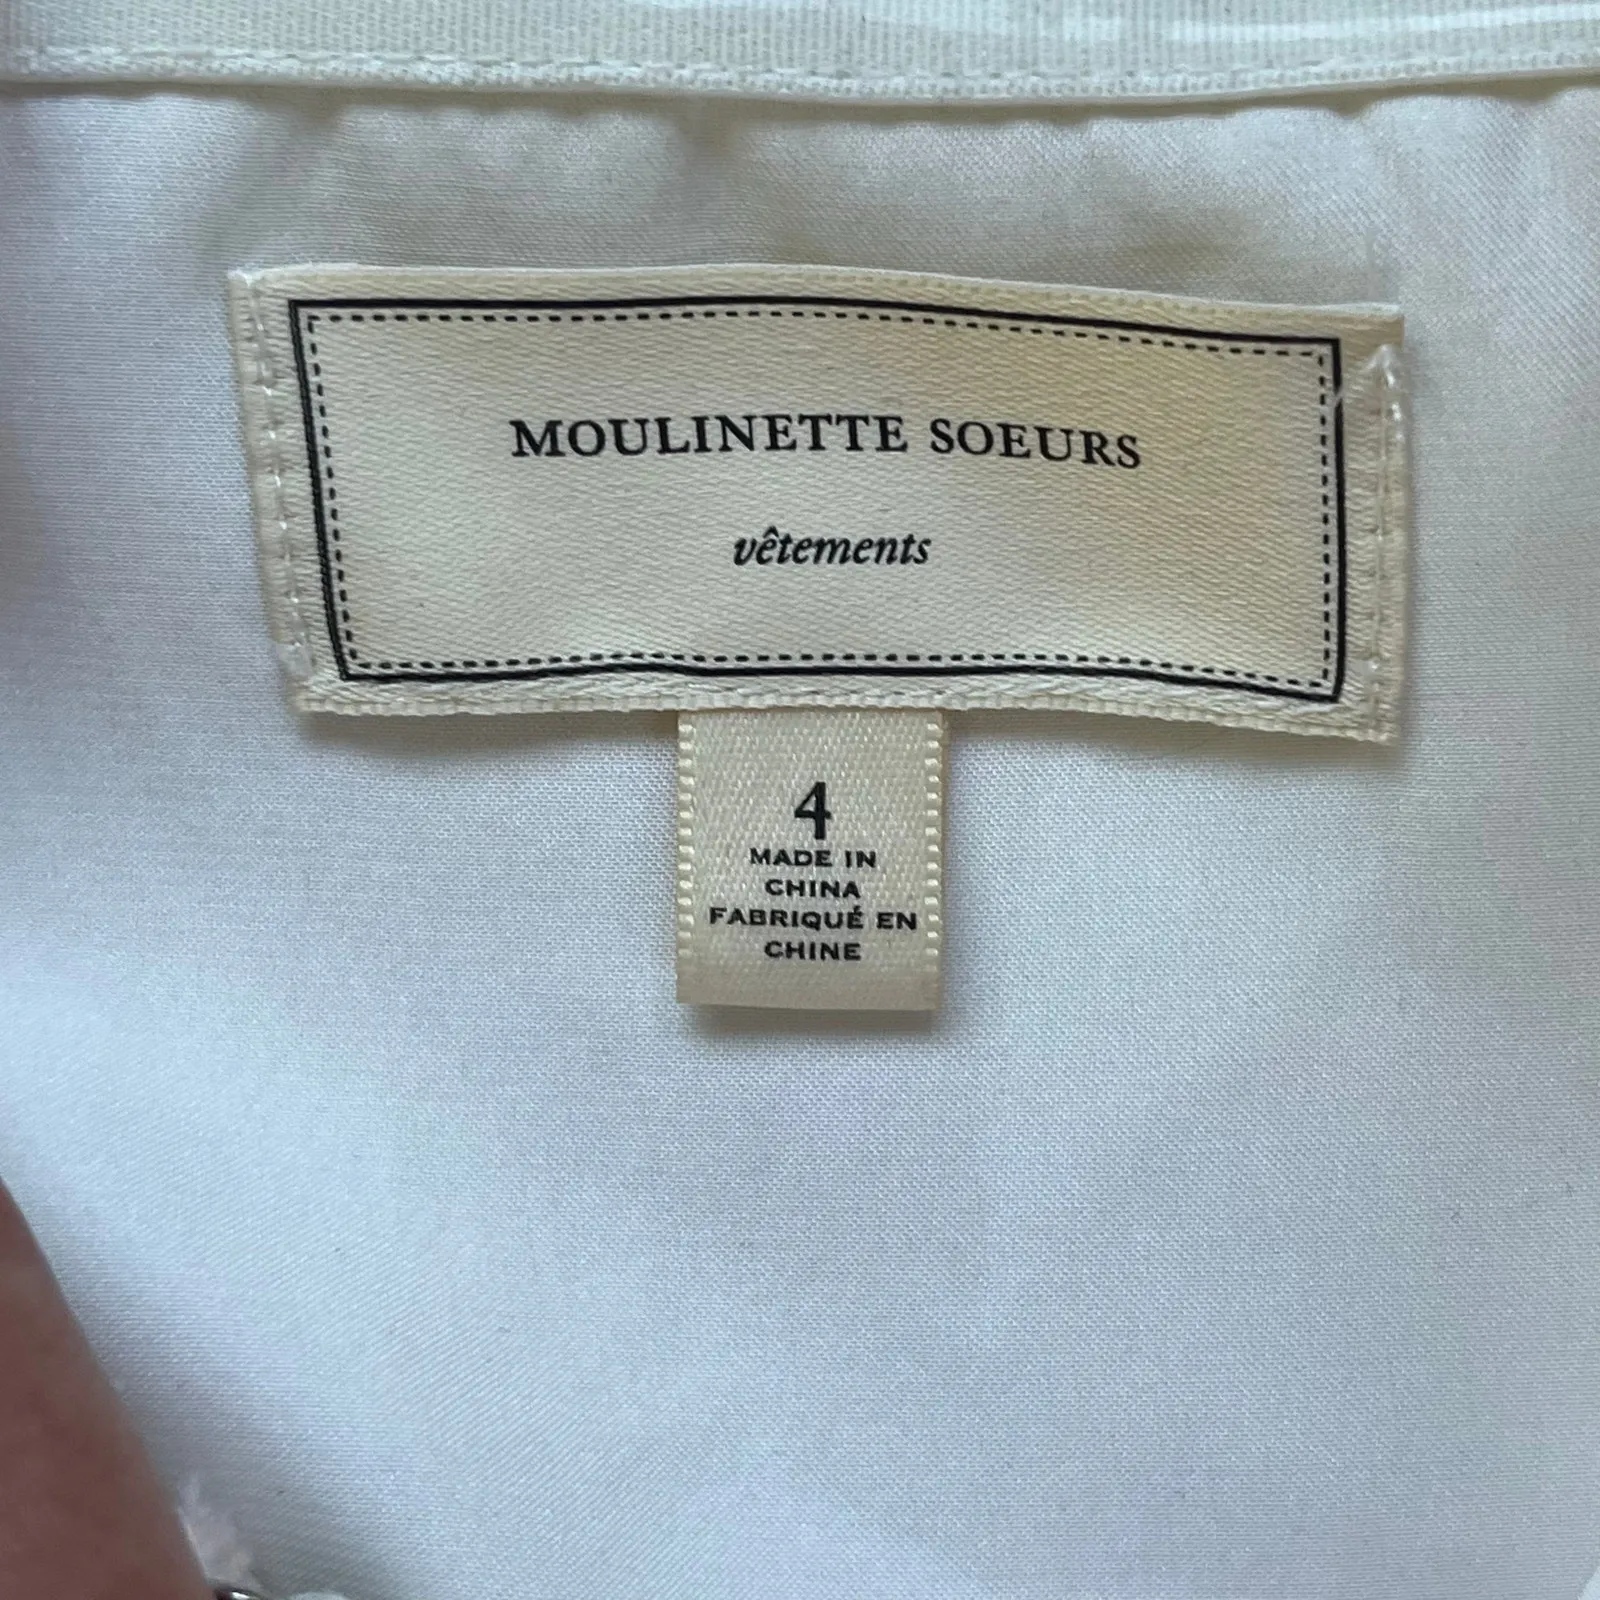 MOULINETTE SOEURS
vêtements
4
MADE IN
CHINA
FABRIQUÉ EN
CHINE